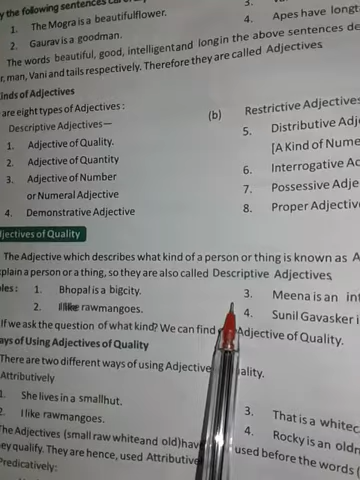 the following sentences
1. The Mogra is a beautifulflower. 3.
2. Gaurav is a goodman. 4. Apes have longt
The words beautiful, good, intelligentand longin the above sentences de
r, man, Vani and tails respectively. Therefore they are called Adjectives
inds of Adjectives
are eight types of Adjectives :
Descriptive Adjectives— (b) Restrictive Adjectives
1. Adjective of Quality. 5. Distributive Adj
2. Adjective of Quantity [A Kind of Nume
3. Adjective of Number 6. Interrogative Ac
or Numeral Adjective 7. Possessive Adje
4. Demonstrative Adjective 8. Proper Adjectiv
jectives of Quality
The Adjective which describes what kind of a person or thing is known as A
plain a person or a thing, so they are also called Descriptive Adjectives
les: 1. Bhopal is a bigcity. 3. Meena is an int
2. I like rawmangoes. 4. Sunil Gavasker i
If we ask the question of what kind? We can find Adjective of Quality.
ays of Using Adjectives of Quality
There are two different ways of using Adjective ality.
Attributively
1. She lives in a smallhut. 3. That is a whitec
2. I like rawmangoes. 4. Rocky is an oldn
The Adjectives (small raw whiteand old)hav used before the words (
ey qualify. They are hence, used Attributive
Predicatively: